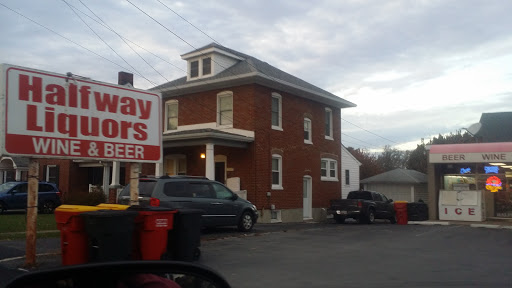 Halfway
Liquors
WINE & BEER
BEER WINE
ICE